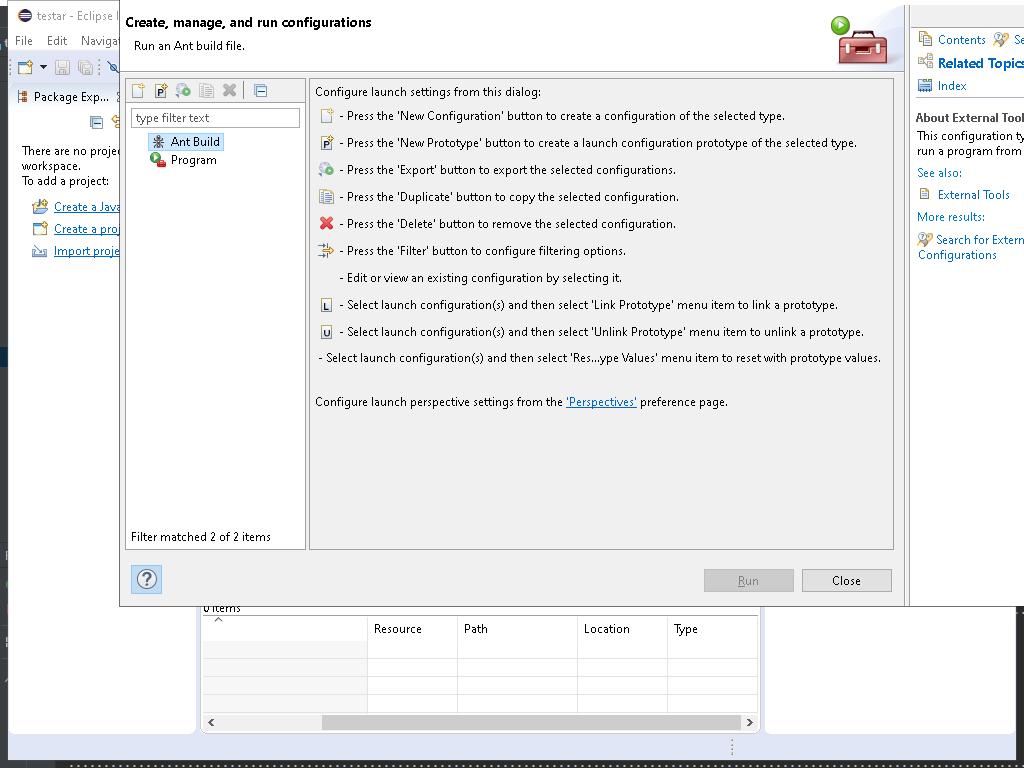 testar - Eclipse I
File Edit Navigat
Package Exp...
There are no projec
workspace.
To add a project:
Create a Java
Create a proj
Import proje
Create, manage, and run configurations
Run an Ant build file.
type filter text
Ant Build
Program
Filter matched 2 of 2 items
Configure launch settings from this dialog:
- Press the 'New Configuration' button to create a configuration of the selected type.
- Press the 'New Prototype' button to create a launch configuration prototype of the selected type.
- Press the 'Export' button to export the selected configurations.
- Press the 'Duplicate' button to copy the selected configuration.
- Press the 'Delete' button to remove the selected configuration.
- Press the 'Filter' button to configure filtering options.
- Edit or view an existing configuration by selecting it.
L - Select launch configuration(s) and then select 'Link Prototype' menu item to link a prototype.
U - Select launch configuration(s) and then select 'Unlink Prototype' menu item to unlink a prototype.
- Select launch configuration(s) and then select 'Res...ype Values' menu item to reset with prototype values.
Configure launch perspective settings from the 'Perspectives' preference page.
Run Close
Contents Se
Related Topics
Index
About External Tool
This configuration ty
run a program from
See also:
External Tools
More results:
Search for Extern
Configurations
0 items
Resource Path Location Type